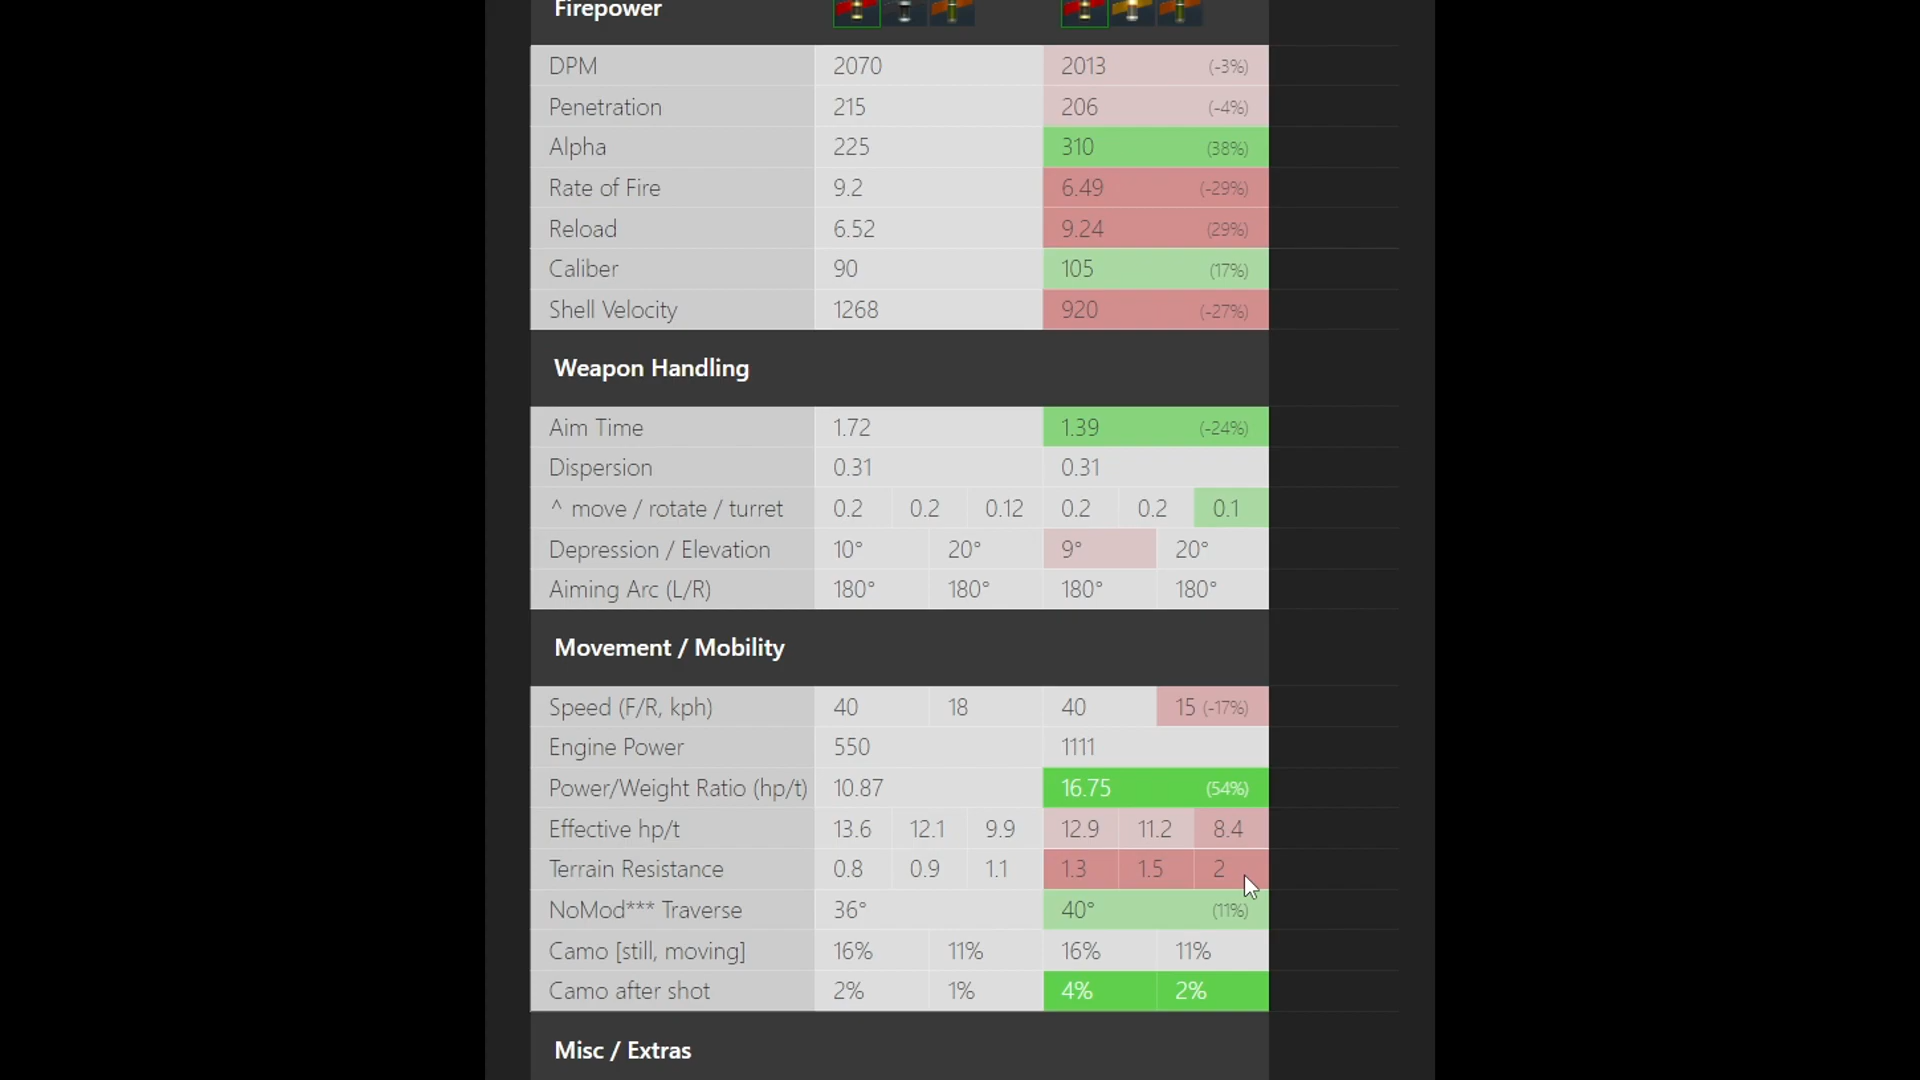 Firepower
DPM 2070 2013 (-3%)
Penetration 215 206 (-4%)
Alpha 225 310 (38%)
Rate of Fire 9.2 6.49 (-29%)
Reload 6.52 9.24 (29%)
Caliber 90 105 (17%)
Shell Velocity 1268 920 (-27%)
Weapon Handling
Aim Time 1.72 1.39 (-24%)
Dispersion 0.31 0.31
^ move / rotate / turret 0.2 0.2 0.12 0.2 0.2 0.1
Depression / Elevation 10° 20° 9° 20°
Aiming Arc (L/R) 180° 180° 180° 180°
Movement / Mobility
Speed (F/R, kph) 40 18 40 15 (-17%)
Engine Power 550 1111
Power/Weight Ratio (hp/t) 10.87 16.75 (54%)
Effective hp/t 13.6 12.1 9.9 12.9 11.2 8.4
Terrain Resistance 0.8 0.9 1.1 1.3 1.5 2
NoMod*** Traverse 36° 40° (11%)
Camo [still, moving] 16% 11% 16% 11%
Camo after shot 2% 1% 4% 2%
Misc / Extras